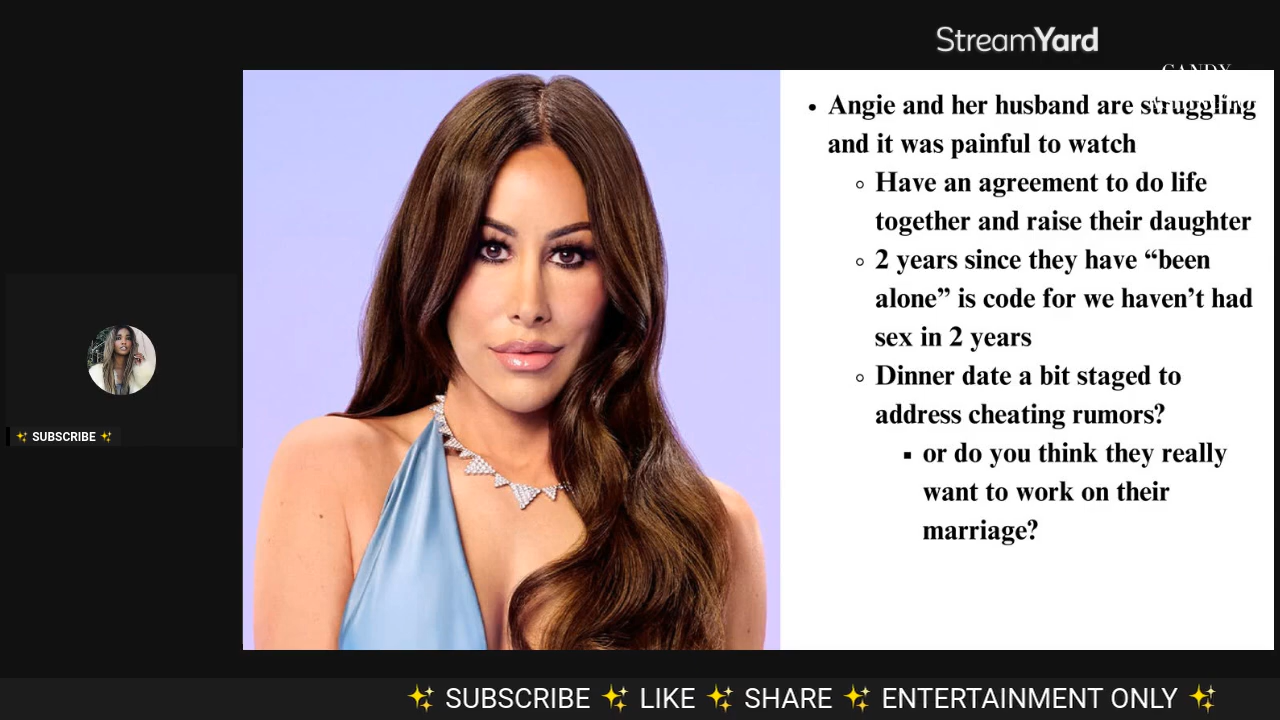 StreamYard
CANDY
Angie and her husband are struggling
and it was painful to watch
Have an agreement to do life
together and raise their daughter
2 years since they have “been
alone” is code for we haven’t had
sex in 2 years
Dinner date a bit staged to
address cheating rumors?
or do you think they really
want to work on their
marriage?
✨ SUBSCRIBE ✨
✨ SUBSCRIBE ✨ LIKE ✨ SHARE ✨ ENTERTAINMENT ONLY ✨